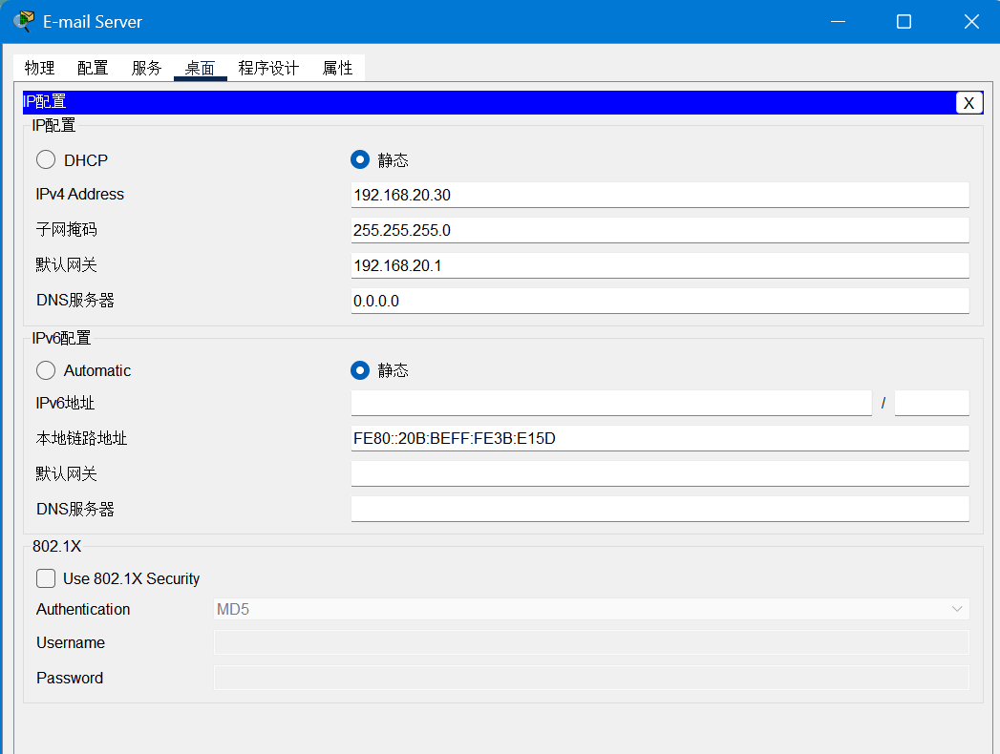 E-mail Server
物理 配置 服务 桌面 程序设计 属性
IP配置 X
IP配置
DHCP 静态
IPv4 Address 192.168.20.30
子网掩码 255.255.255.0
默认网关 192.168.20.1
DNS服务器 0.0.0.0
IPv6配置
Automatic 静态
IPv6地址 /
本地链路地址 FE80::20B:BEFF:FE3B:E15D
默认网关
DNS服务器
802.1X
Use 802.1X Security
Authentication MD5
Username
Password